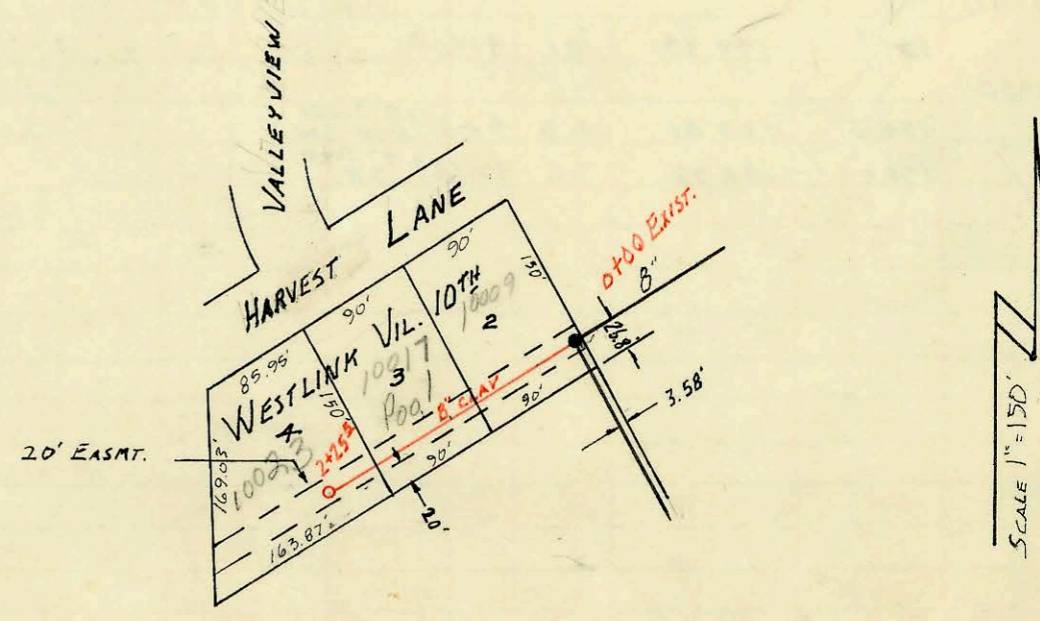 VALLEYVIEW
HARVEST LANE
0+00 EXIST.
8"
90'
150'
10009
2
26.8'
90'
WESTLINK VIL. 10TH
10017
3
POOl
8" CLAY
90'
3.58'
85.95'
150'
4
10023
2+25
90'
20'
20' EASMT.
169.03'
163.87'
SCALE 1"=150'